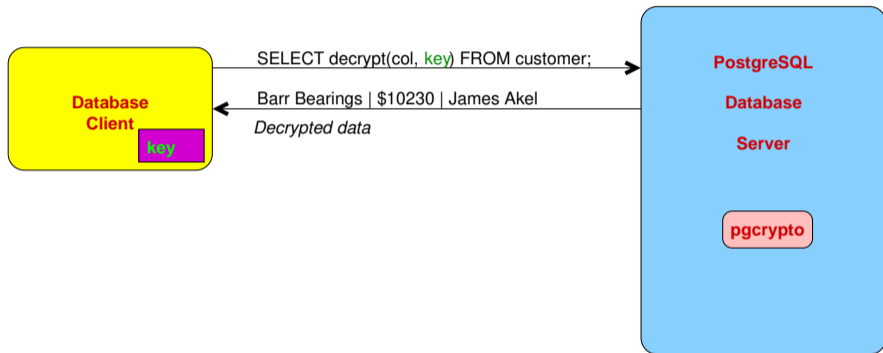 SELECT decrypt(col, key) FROM customer;
Barr Bearings | $10230 | James Akel
Decrypted data
Database
Client
key
PostgreSQL
Database
Server
pgcrypto